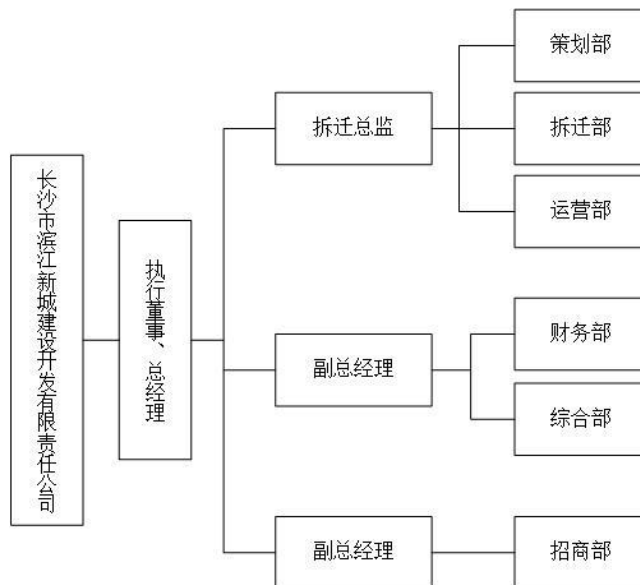 长沙市滨江新城建设开发有限责任公司
执行董事、总经理
拆迁总监
策划部
拆迁部
运营部
副总经理
财务部
综合部
副总经理
招商部